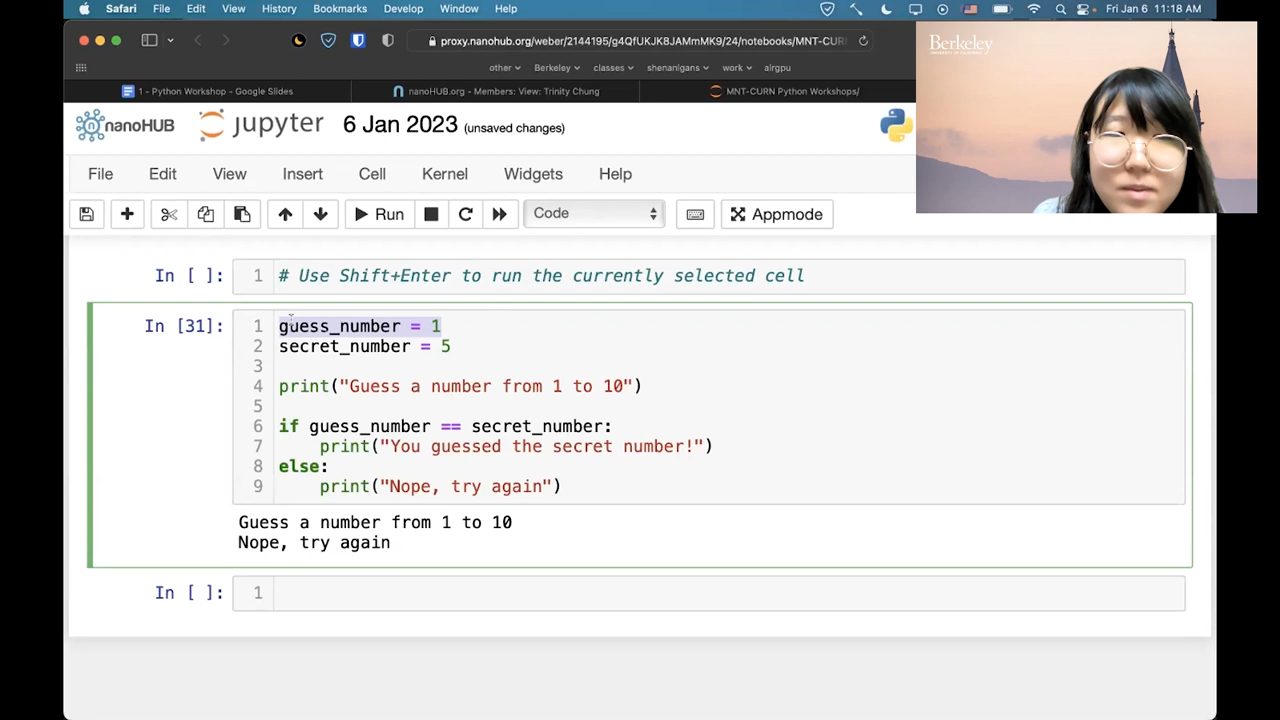 Safari File Edit View History Bookmarks Develop Window Help Fri Jan 6 11:18 AM
proxy.nanohub.org/weber/2144195/g4QfUKJK8JAMmMK9/24/notebooks/MNT-CURN
other Berkeley classes shenanigans work airgpu
1 - Python Workshop - Google Slides nanoHUB.org - Members: View: Trinity Chung MNT-CURN Python Workshops/
Berkeley
UNIVERSITY OF CALIFORNIA
nanoHUB jupyter 6 Jan 2023 (unsaved changes)
File Edit View Insert Cell Kernel Widgets Help
Run Code Appmode
In [ ]: 1 # Use Shift+Enter to run the currently selected cell
In [31]: 1 guess_number = 1
2 secret_number = 5
3
4 print("Guess a number from 1 to 10")
5
6 if guess_number == secret_number:
7     print("You guessed the secret number!")
8 else:
9     print("Nope, try again")
Guess a number from 1 to 10
Nope, try again
In [ ]: 1